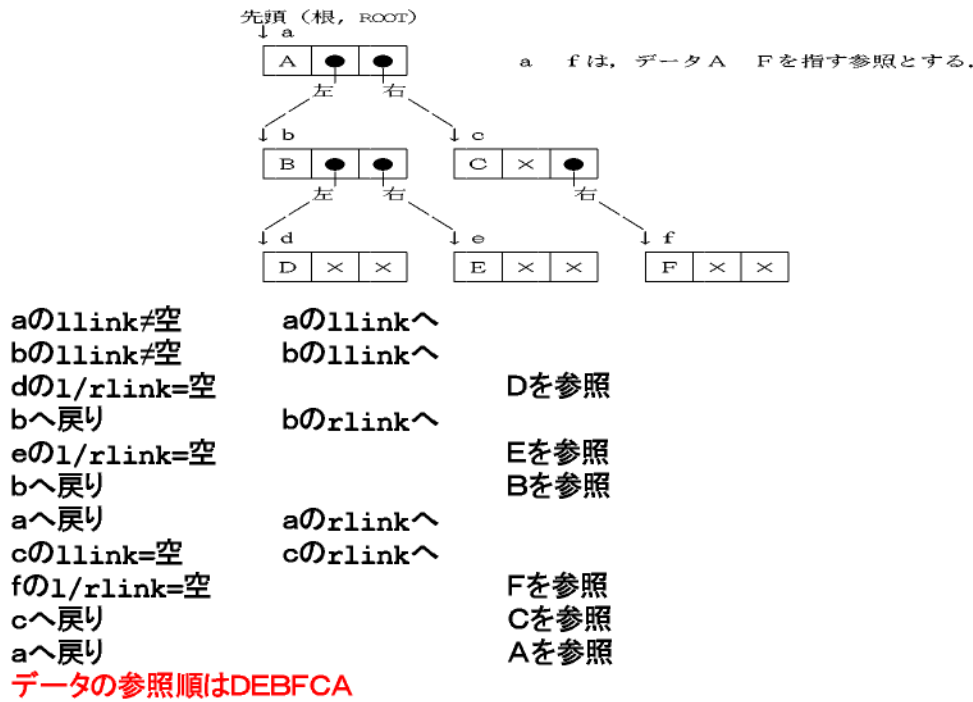 先頭（根，ROOT）
↓ a
A ● ●
a　fは，データA　Fを指す参照とする．
左 右
↓ b ↓ c
B ● ● C × ●
左 右 右
↓ d ↓ e ↓ f
D × × E × × F × ×
aのllink≠空 aのllinkへ
bのllink≠空 bのllinkへ
dのl/rlink=空 Dを参照
bへ戻り bのrlinkへ
eのl/rlink=空 Eを参照
bへ戻り Bを参照
aへ戻り aのrlinkへ
cのllink=空 cのrlinkへ
fのl/rlink=空 Fを参照
cへ戻り Cを参照
aへ戻り Aを参照
データの参照順はDEBFCA